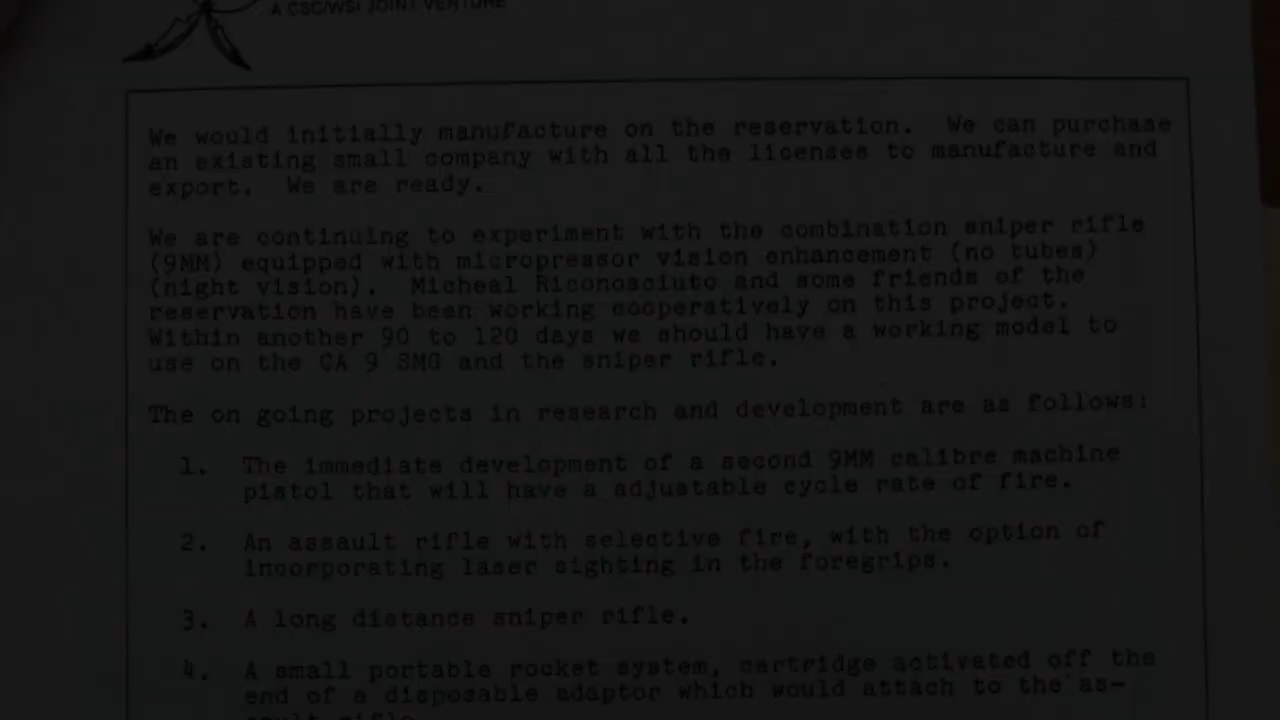 A CSG/WSI JOINT VENTURE
We would initially manufacture on the reservation. We can purchase
an existing small company with all the licenses to manufacture and
export. We are ready.
We are continuing to experiment with the combination sniper rifle
(9MM) equipped with micropressor vision enhancement (no tubes)
(night vision). Micheal Riconosciuto and some friends of the
reservation have been working cooperatively on this project.
Within another 90 to 120 days we should have a working model to
use on the CA 9 SMG and the sniper rifle.
The on going projects in research and development are as follows:
1. The immediate development of a second 9MM calibre machine
pistol that will have a adjustable cycle rate of fire.
2. An assault rifle with selective fire, with the option of
incorporating laser sighting in the foregrips.
3. A long distance sniper rifle.
4. A small portable rocket system, cartridge activated off the
end of a disposable adaptor which would attach to the as-
sault rifle.